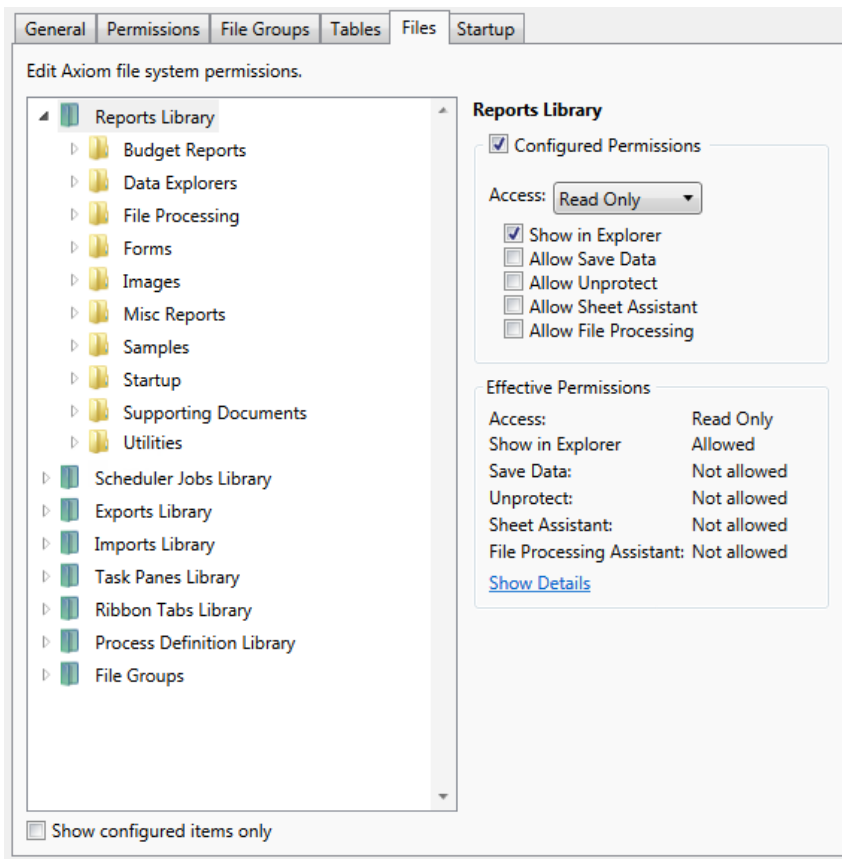 General Permissions File Groups Tables Files Startup
Edit Axiom file system permissions.
Reports Library
Budget Reports
Data Explorers
File Processing
Forms
Images
Misc Reports
Samples
Startup
Supporting Documents
Utilities
Scheduler Jobs Library
Exports Library
Imports Library
Task Panes Library
Ribbon Tabs Library
Process Definition Library
File Groups
Show configured items only
Reports Library
Configured Permissions
Access: Read Only
Show in Explorer
Allow Save Data
Allow Unprotect
Allow Sheet Assistant
Allow File Processing
Effective Permissions
Access: Read Only
Show in Explorer Allowed
Save Data: Not allowed
Unprotect: Not allowed
Sheet Assistant: Not allowed
File Processing Assistant: Not allowed
Show Details